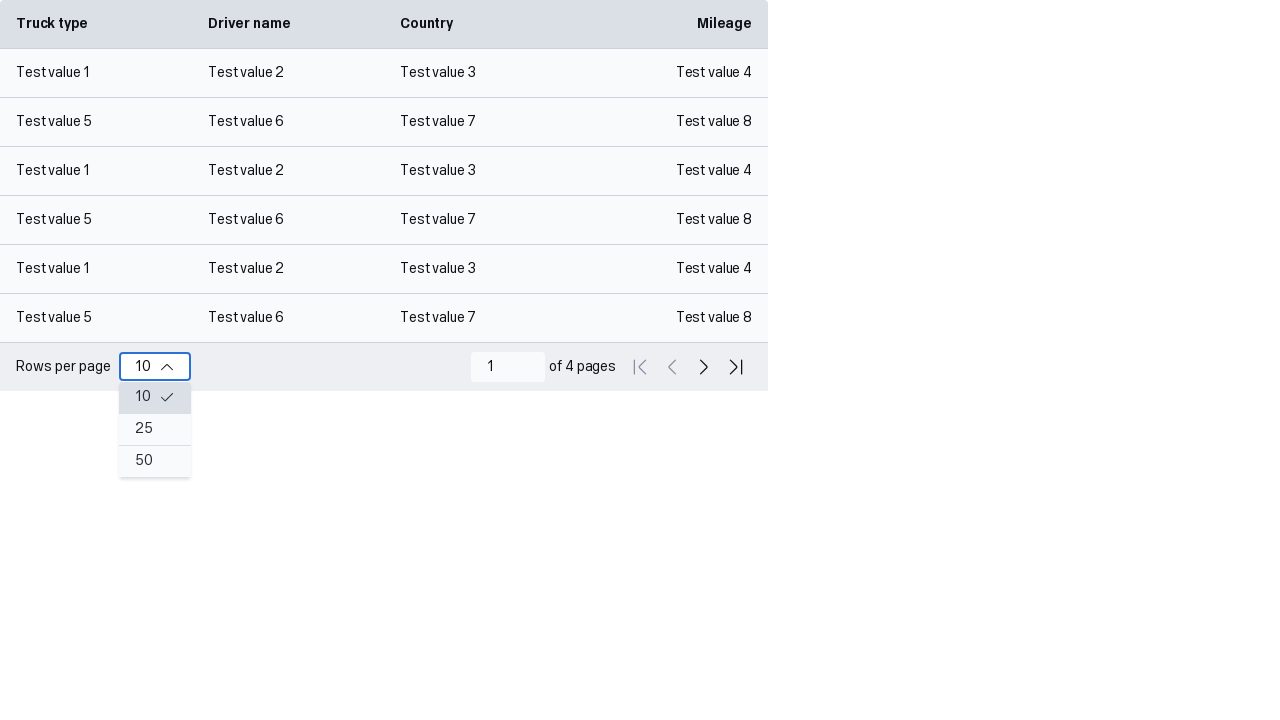 Truck type Driver name Country Mileage
Test value 1 Test value 2 Test value 3 Test value 4
Test value 5 Test value 6 Test value 7 Test value 8
Test value 1 Test value 2 Test value 3 Test value 4
Test value 5 Test value 6 Test value 7 Test value 8
Test value 1 Test value 2 Test value 3 Test value 4
Test value 5 Test value 6 Test value 7 Test value 8
Rows per page 10 1 of 4 pages
10
25
50